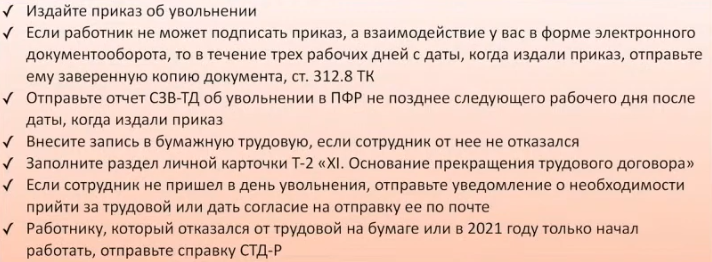 ✓ Издайте приказ об увольнении
✓ Если работник не может подписать приказ, а взаимодействие у вас в форме электронного
документооборота, то в течение трех рабочих дней с даты, когда издали приказ, отправьте
ему заверенную копию документа, ст. 312.8 ТК
✓ Отправьте отчет СЗВ-ТД об увольнении в ПФР не позднее следующего рабочего дня после
даты, когда издали приказ
✓ Внесите запись в бумажную трудовую, если сотрудник от нее не отказался
✓ Заполните раздел личной карточки Т-2 «XI. Основание прекращения трудового договора»
✓ Если сотрудник не пришел в день увольнения, отправьте уведомление о необходимости
прийти за трудовой или дать согласие на отправку ее по почте
✓ Работнику, который отказался от трудовой на бумаге или в 2021 году только начал
работать, отправьте справку СТД-Р